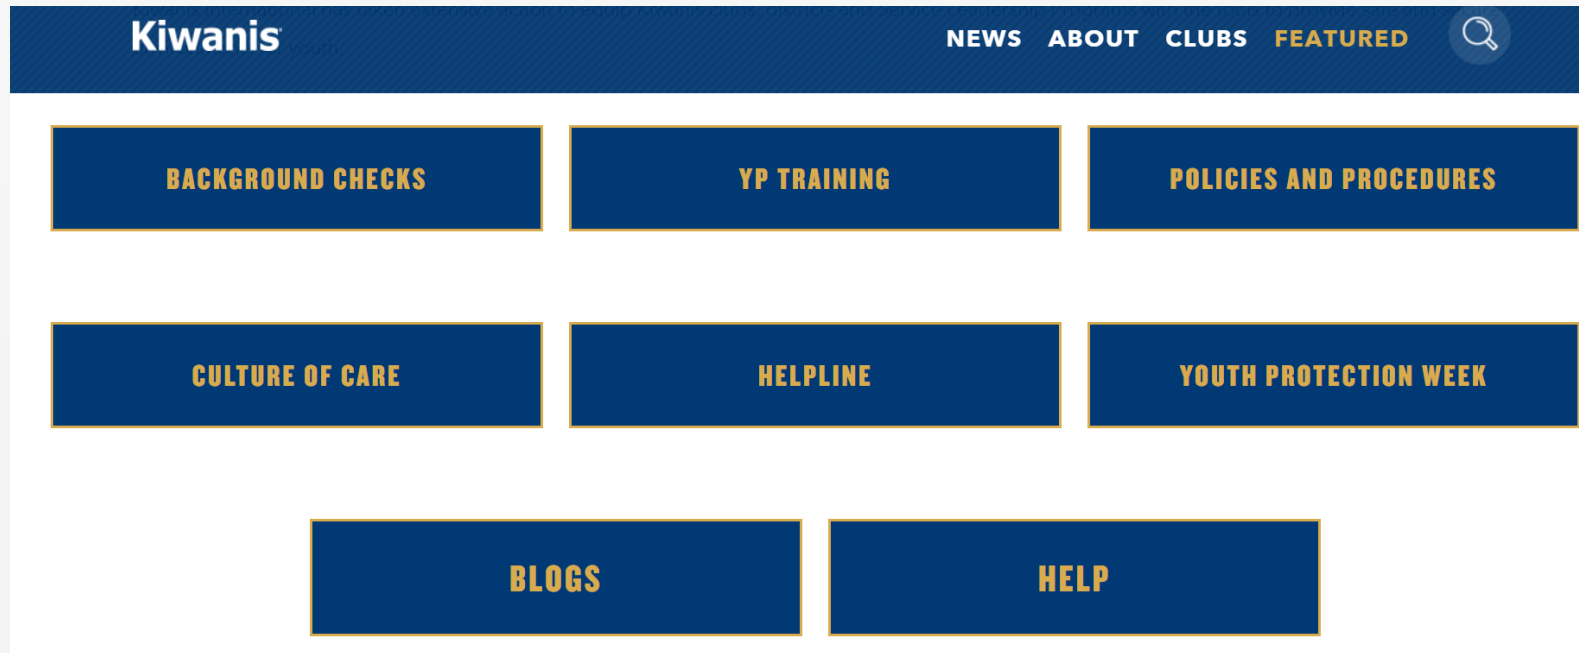 Kiwanis
NEWS ABOUT CLUBS FEATURED
youth
BACKGROUND CHECKS YP TRAINING POLICIES AND PROCEDURES
CULTURE OF CARE HELPLINE YOUTH PROTECTION WEEK
BLOGS HELP